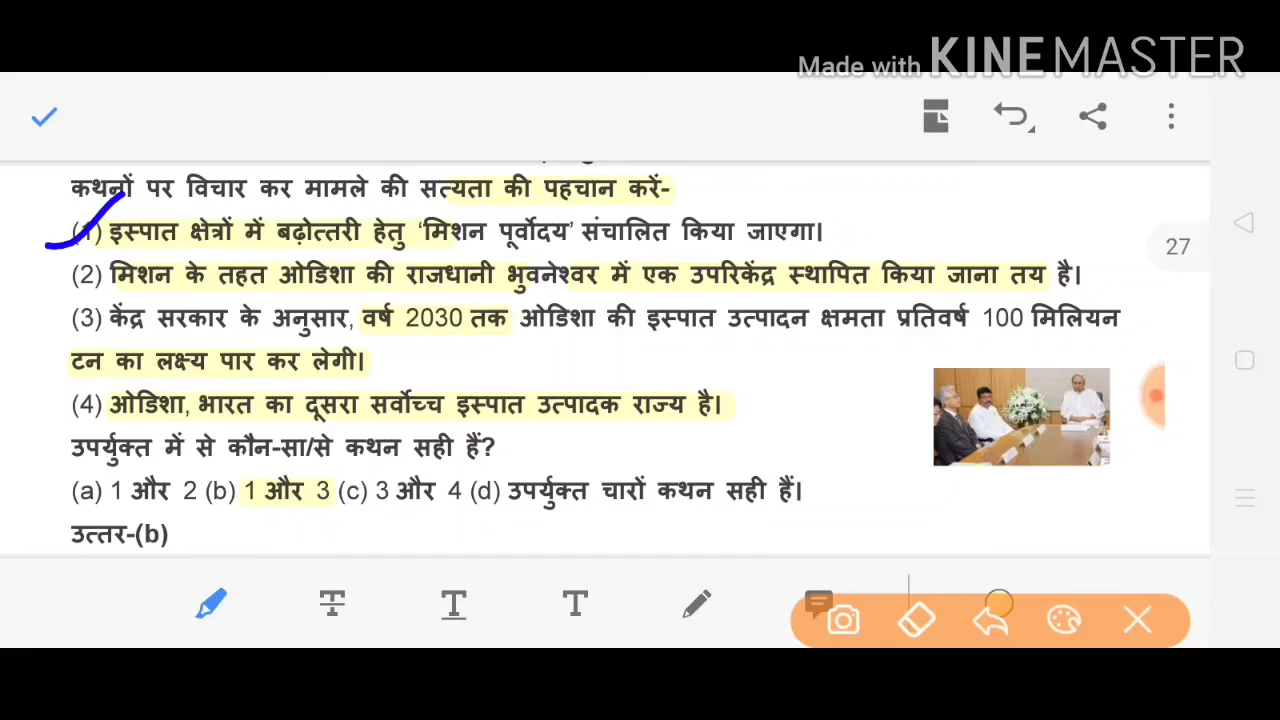 Made with KINEMASTER
कथनों पर विचार कर मामले की सत्यता की पहचान करें-
(1) इस्पात क्षेत्रों में बढ़ोत्तरी हेतु ‘मिशन पूर्वोदय’ संचालित किया जाएगा।
27
(2) मिशन के तहत ओडिशा की राजधानी भुवनेश्वर में एक उपरिकेंद्र स्थापित किया जाना तय है।
(3) केंद्र सरकार के अनुसार, वर्ष 2030 तक ओडिशा की इस्पात उत्पादन क्षमता प्रतिवर्ष 100 मिलियन
टन का लक्ष्य पार कर लेगी।
(4) ओडिशा, भारत का दूसरा सर्वोच्च इस्पात उत्पादक राज्य है।
उपर्युक्त में से कौन-सा/से कथन सही हैं?
(a) 1 और 2 (b) 1 और 3 (c) 3 और 4 (d) उपर्युक्त चारों कथन सही हैं।
उत्तर-(b)